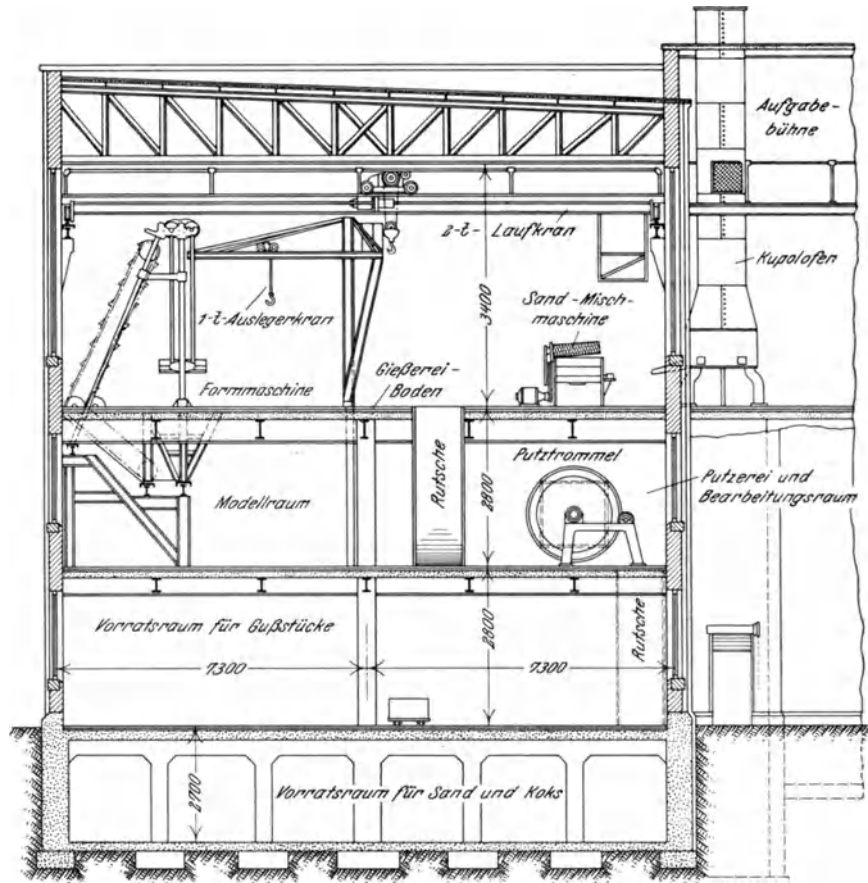 Aufgabe-
bühne
2-t- Laufkran
Kupolofen
1-t-Auslegerkran
3400
Sand-Misch-
maschine
Formmaschine
Gießerei-
Boden
Rutsche
2800
Putztrommel
Putzerei und
Bearbeitungsraum
Modellraum
Vorratsraum für Gußstücke
2800
Rutsche
7300
7300
2700
Vorratsraum für Sand und Koks